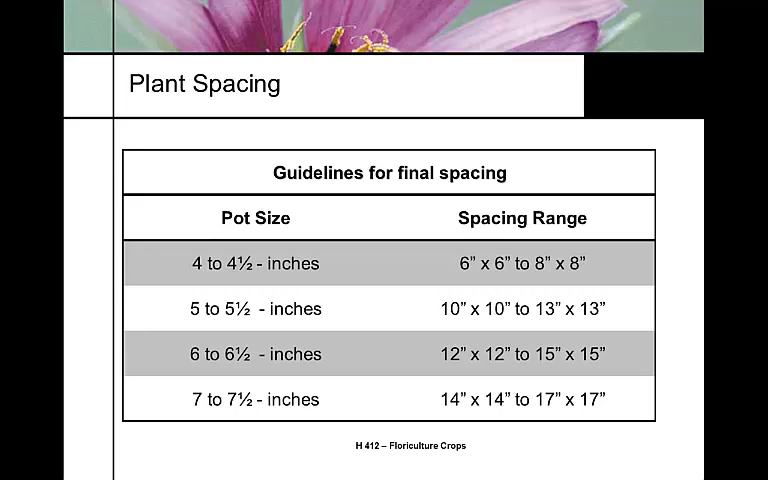 Plant Spacing
Guidelines for final spacing
Pot Size Spacing Range
4 to 4½ - inches 6” x 6” to 8” x 8”
5 to 5½ - inches 10” x 10” to 13” x 13”
6 to 6½ - inches 12” x 12” to 15” x 15”
7 to 7½ - inches 14” x 14” to 17” x 17”
H 412 – Floriculture Crops